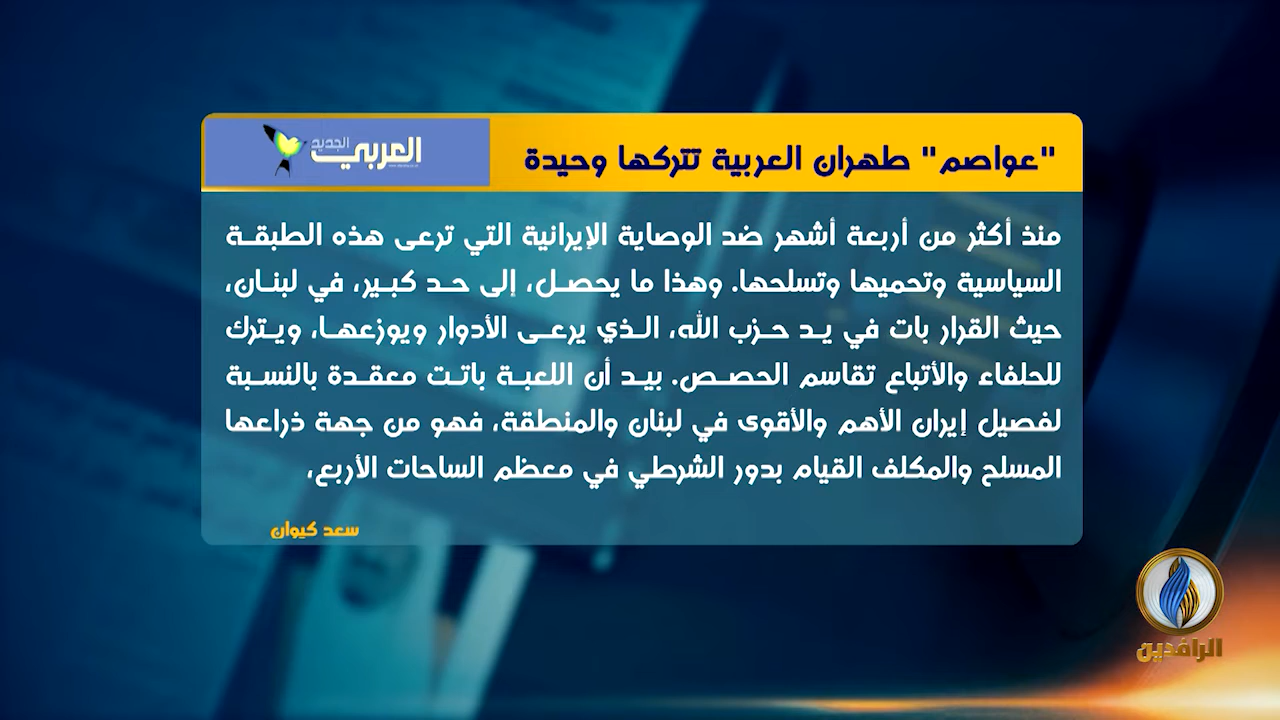 "عواصم" طهران العربية تتركها وحيدة
العربي الجديد
منذ أكثر من أربعة أشهر ضد الوصاية الإيرانية التي ترعى هذه الطبقة
السياسية وتحميها وتسلحها. وهذا ما يحصل، إلى حد كبير، في لبنان،
حيث القرار بات في يد حزب الله، الذي يرعى الأدوار ويوزعها، ويترك
للحلفاء والأتباع تقاسم الحصص. بيد أن اللعبة باتت معقدة بالنسبة
لفصيل إيران الأهم والأقوى في لبنان والمنطقة، فهو من جهة ذراعها
المسلح والمكلف القيام بدور الشرطي في معظم الساحات الأربع،
سعد كيوان
الرافدين